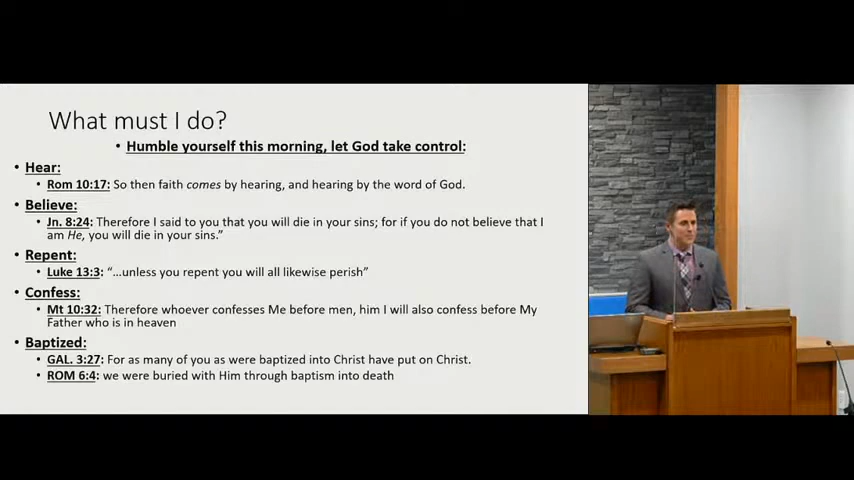 What must I do?
• Humble yourself this morning, let God take control:
• Hear:
• Rom 10:17: So then faith comes by hearing, and hearing by the word of God.
• Believe:
• Jn. 8:24: Therefore I said to you that you will die in your sins; for if you do not believe that I
am He, you will die in your sins.”
• Repent:
• Luke 13:3: “…unless you repent you will all likewise perish”
• Confess:
• Mt 10:32: Therefore whoever confesses Me before men, him I will also confess before My
Father who is in heaven
• Baptized:
• GAL. 3:27: For as many of you as were baptized into Christ have put on Christ.
• ROM 6:4: we were buried with Him through baptism into death